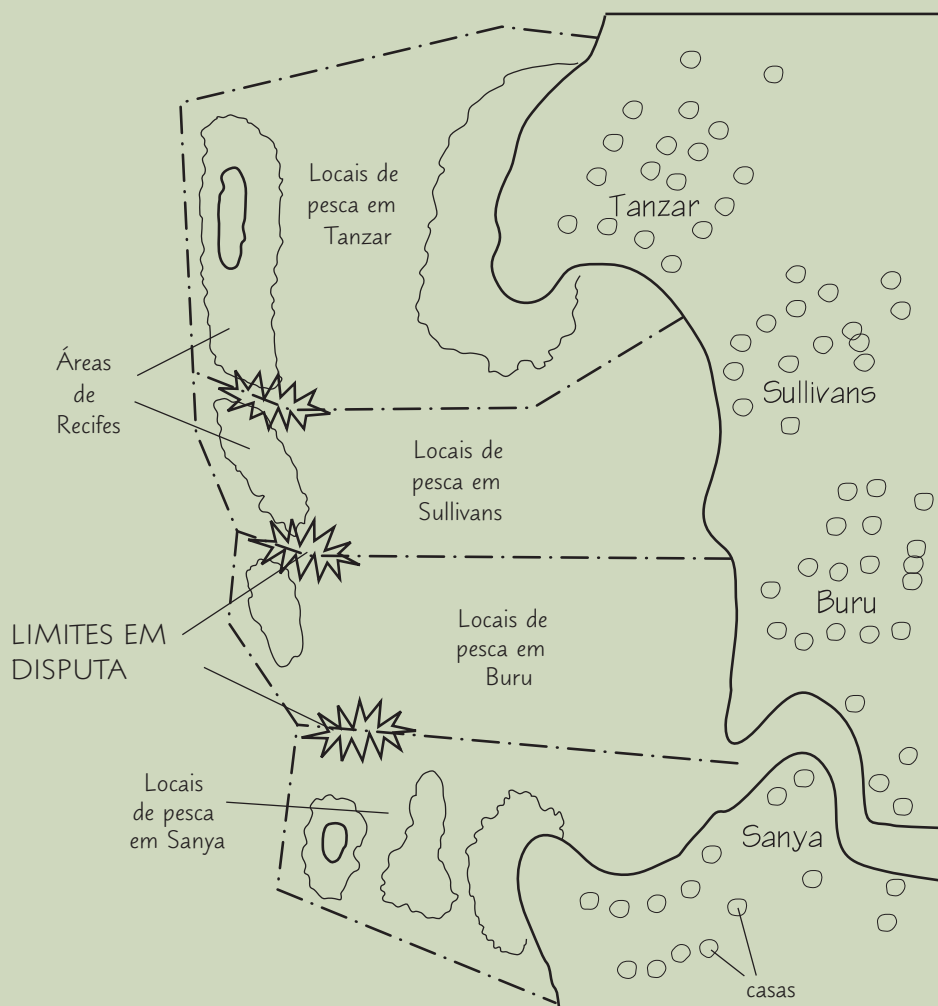 Locais de
pesca em
Tanzar
Tanzar
Sullivans
Áreas
de
Recifes
Locais de
pesca em
Sullivans
Buru
LIMITES EM
DISPUTA
Locais de
pesca em
Buru
Locais
de pesca
em Sanya
Sanya
casas